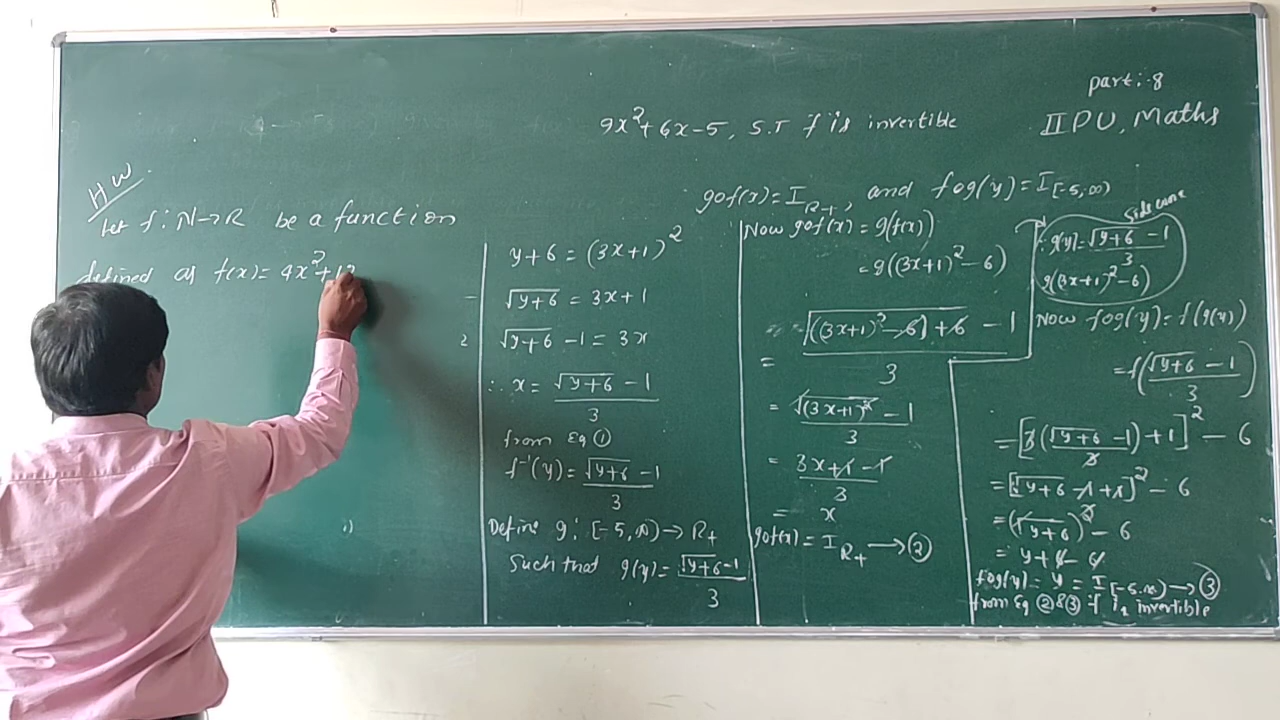 part:-8
II PU, Maths
9x²+6x-5, S.T f is invertible
gof(x) = I_{R+}, and fog(y) = I_{[-5,∞)}
HW
Let f: N→R be a function
defined as f(x) = 4x²+12
y+6 = (3x+1)²
√(y+6) = 3x+1
√(y+6) - 1 = 3x
∴ x = (√(y+6) - 1)/3
from Eq ①
f⁻¹(y) = (√(y+6) - 1)/3
Define g: [-5,∞) → R+
Such that g(y) = (√(y+6) - 1)/3
Now gof(x) = g(f(x))
= g((3x+1)² - 6)
= (√(((3x+1)² - 6) + 6) - 1)/3
= (√((3x+1)²) - 1)/3
= (3x+1-1)/3
= x
gof(x) = I_{R+} → ②
∴ g(y) = (√(y+6) - 1)/3
g((3x+1)² - 6)
Now fog(y) = f(g(y))
= f((√(y+6) - 1)/3)
= [3((√(y+6) - 1)/3) + 1]² - 6
= [√(y+6) - 1 + 1]² - 6
= (√(y+6))² - 6
= y+6-6
fog(y) = y = I_{[-5,∞)} → ③
from Eq ② & ③ f is invertible